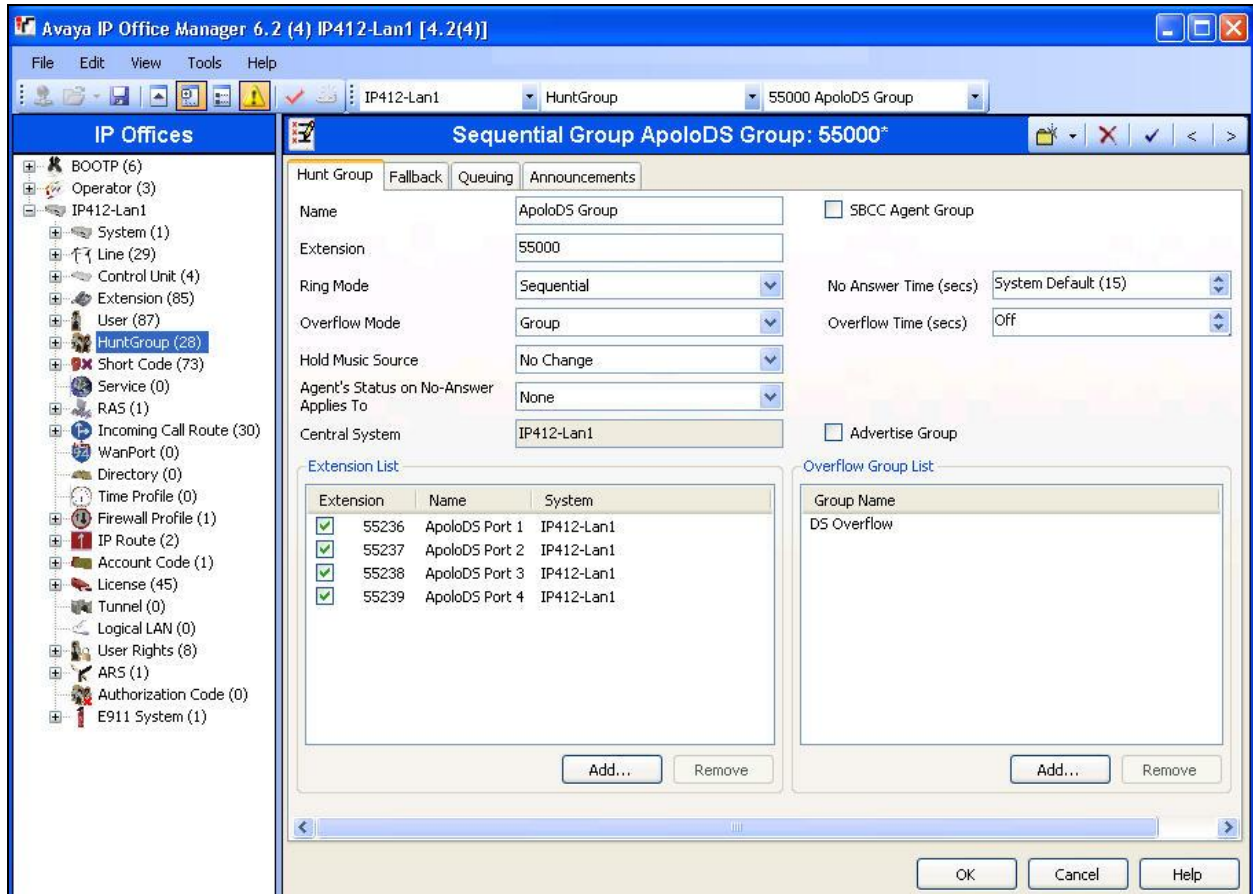 Avaya IP Office Manager 6.2 (4) IP412-Lan1 [4.2(4)]
File Edit View Tools Help
IP412-Lan1 HuntGroup 55000 ApoloDS Group
IP Offices
BOOTP (6)
Operator (3)
IP412-Lan1
System (1)
Line (29)
Control Unit (4)
Extension (85)
User (87)
HuntGroup (28)
Short Code (73)
Service (0)
RAS (1)
Incoming Call Route (30)
WanPort (0)
Directory (0)
Time Profile (0)
Firewall Profile (1)
IP Route (2)
Account Code (1)
License (45)
Tunnel (0)
Logical LAN (0)
User Rights (8)
ARS (1)
Authorization Code (0)
E911 System (1)
Sequential Group ApoloDS Group: 55000*
Hunt Group Fallback Queuing Announcements
Name ApoloDS Group SBCC Agent Group
Extension 55000
Ring Mode Sequential No Answer Time (secs) System Default (15)
Overflow Mode Group Overflow Time (secs) Off
Hold Music Source No Change
Agent's Status on No-Answer
Applies To None
Central System IP412-Lan1 Advertise Group
Extension List
Extension Name System
55236 ApoloDS Port 1 IP412-Lan1
55237 ApoloDS Port 2 IP412-Lan1
55238 ApoloDS Port 3 IP412-Lan1
55239 ApoloDS Port 4 IP412-Lan1
Add... Remove
Overflow Group List
Group Name
DS Overflow
Add... Remove
OK Cancel Help